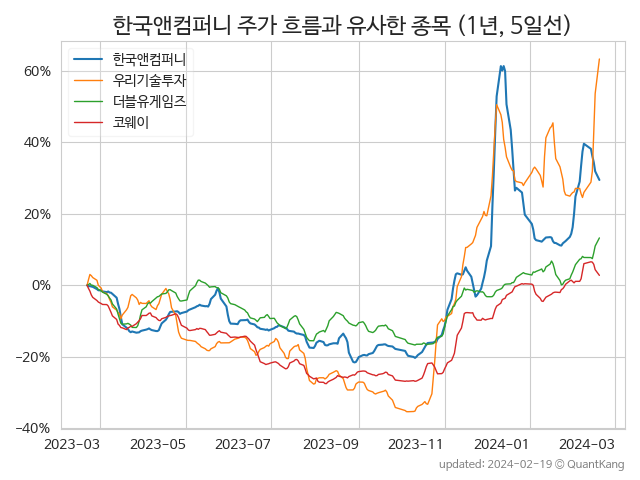 한국앤컴퍼니 주가 흐름과 유사한 종목 (1년, 5일선)
한국앤컴퍼니
우리기술투자
더블유게임즈
코웨이
60%
40%
20%
0%
−20%
−40%
2023-03 2023-05 2023-07 2023-09 2023-11 2024-01 2024-03
updated: 2024-02-19 © QuantKang